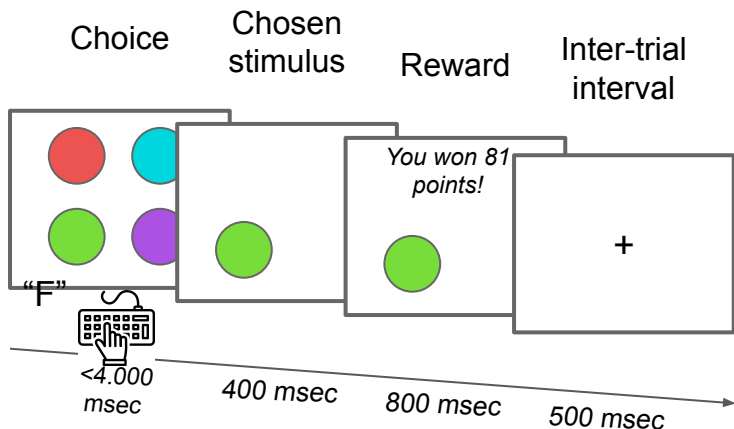 Choice
Chosen
stimulus
Reward
Inter-trial
interval
You won 81
points!
+
“F”
<4.000
msec
400 msec
800 msec
500 msec